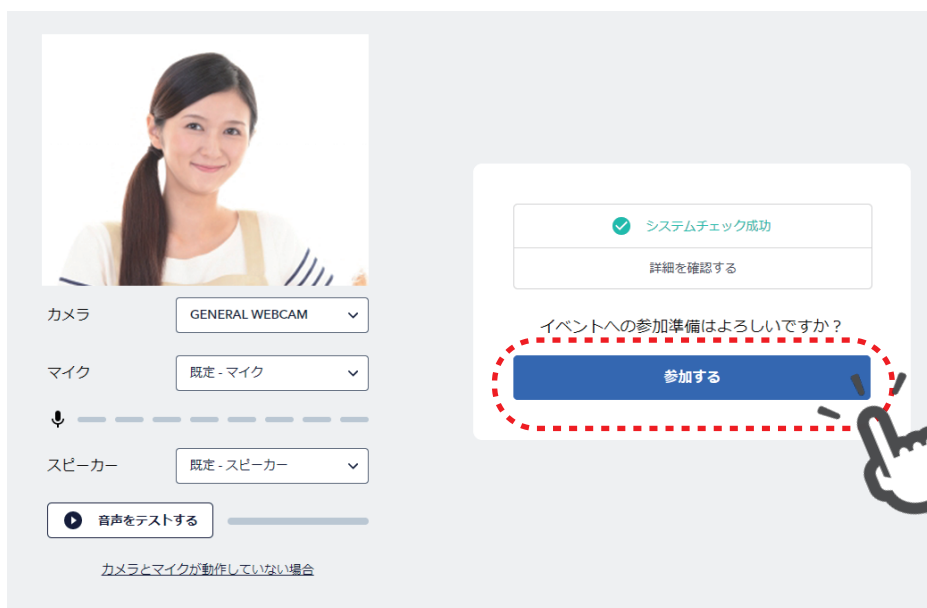 カメラ
GENERAL WEBCAM
マイク
既定 - マイク
スピーカー
既定 - スピーカー
音声をテストする
カメラとマイクが動作していない場合
システムチェック成功
詳細を確認する
イベントへの参加準備はよろしいですか？
参加する